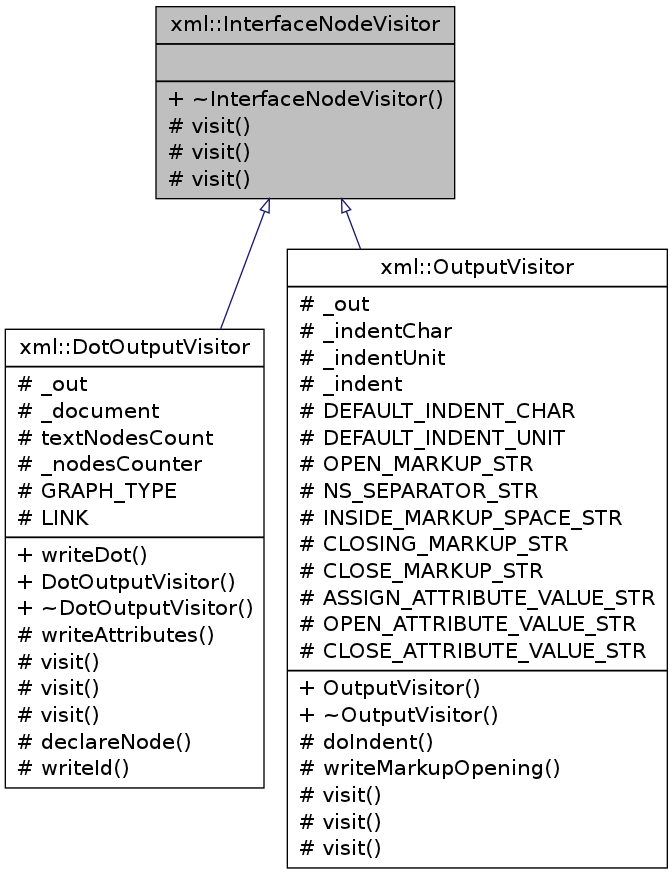 xml::InterfaceNodeVisitor
+ ~InterfaceNodeVisitor()
# visit()
# visit()
# visit()
xml::DotOutputVisitor
# _out
# _document
# textNodesCount
# _nodesCounter
# GRAPH_TYPE
# LINK
+ writeDot()
+ DotOutputVisitor()
+ ~DotOutputVisitor()
# writeAttributes()
# visit()
# visit()
# visit()
# declareNode()
# writeId()
xml::OutputVisitor
# _out
# _indentChar
# _indentUnit
# _indent
# DEFAULT_INDENT_CHAR
# DEFAULT_INDENT_UNIT
# OPEN_MARKUP_STR
# NS_SEPARATOR_STR
# INSIDE_MARKUP_SPACE_STR
# CLOSING_MARKUP_STR
# CLOSE_MARKUP_STR
# ASSIGN_ATTRIBUTE_VALUE_STR
# OPEN_ATTRIBUTE_VALUE_STR
# CLOSE_ATTRIBUTE_VALUE_STR
+ OutputVisitor()
+ ~OutputVisitor()
# doIndent()
# writeMarkupOpening()
# visit()
# visit()
# visit()